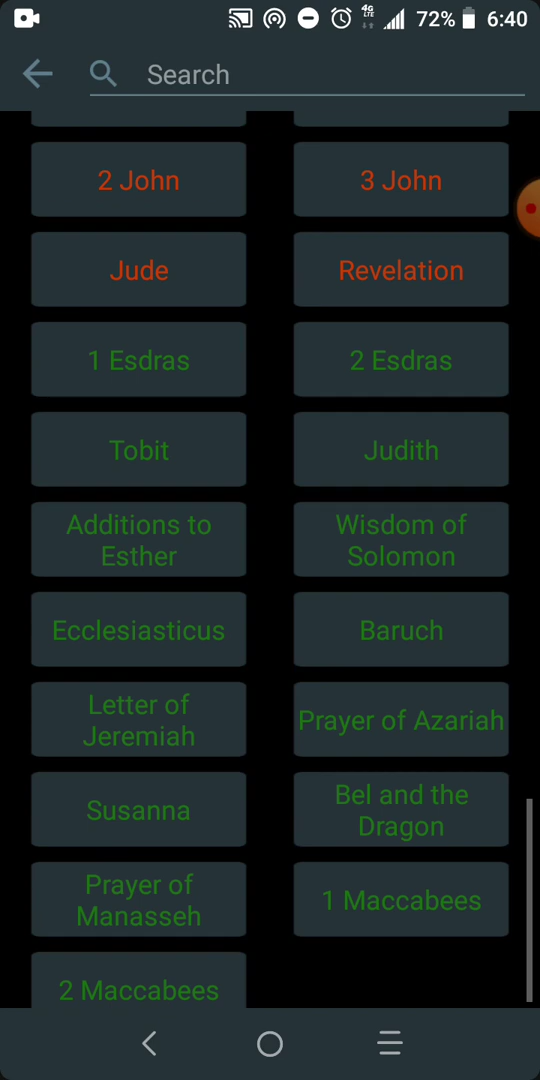 4G
LTE
72%
6:40
Search
2 John
3 John
Jude
Revelation
1 Esdras
2 Esdras
Tobit
Judith
Additions to
Esther
Wisdom of
Solomon
Ecclesiasticus
Baruch
Letter of
Jeremiah
Prayer of Azariah
Susanna
Bel and the
Dragon
Prayer of
Manasseh
1 Maccabees
2 Maccabees